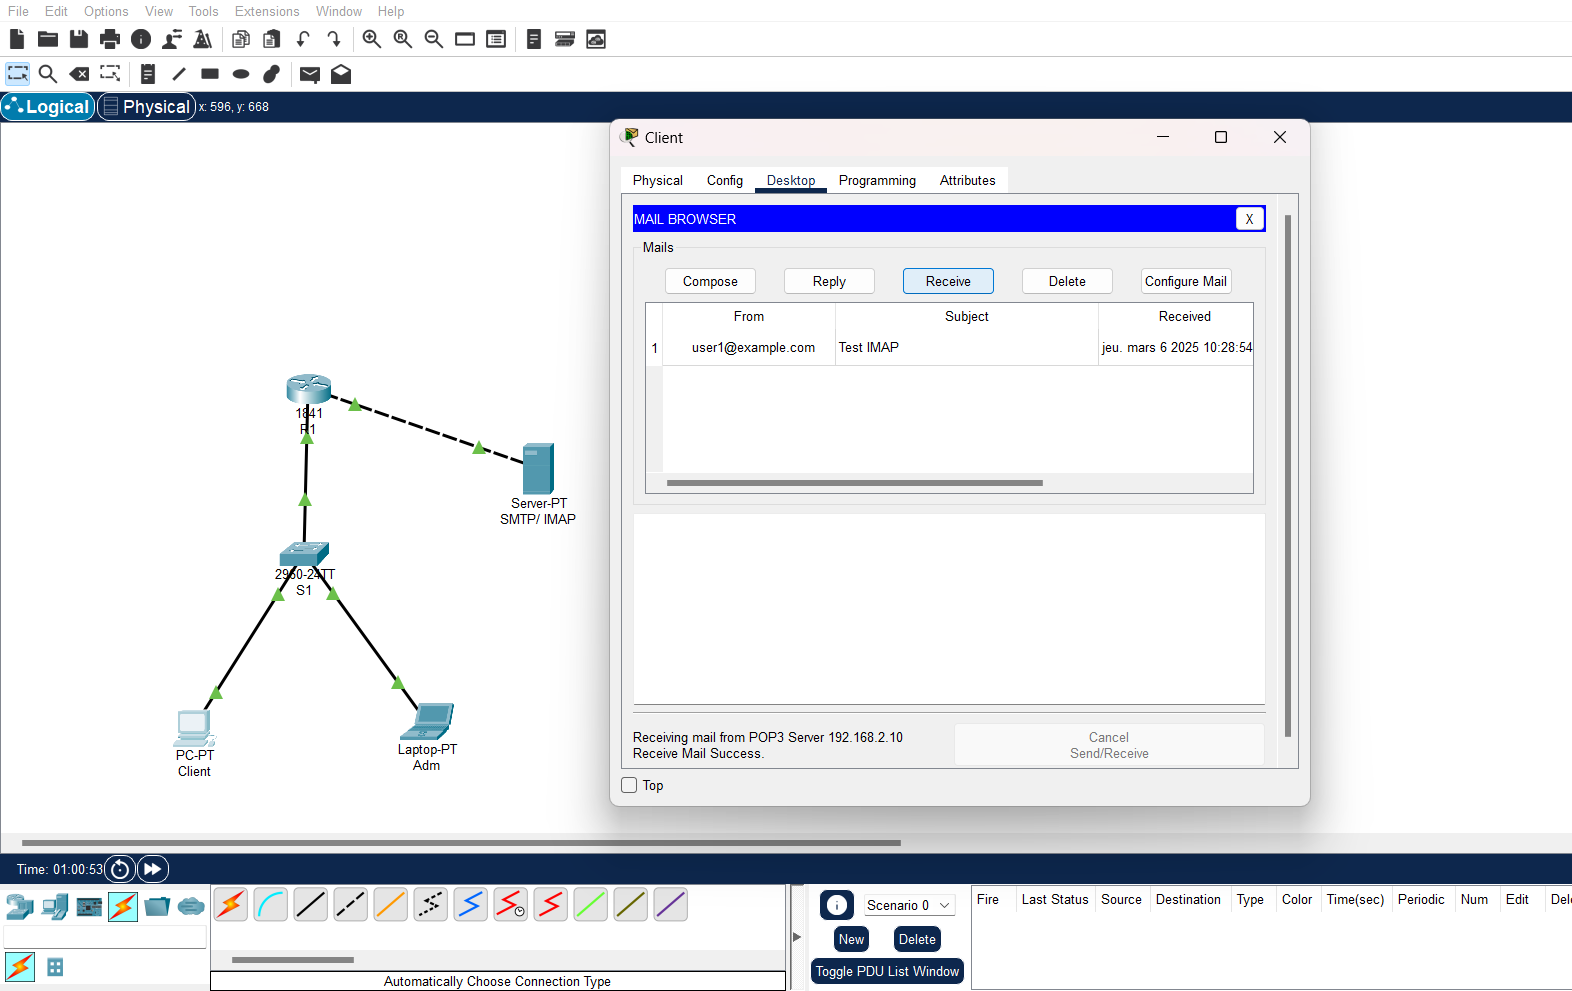 File Edit Options View Tools Extensions Window Help
Logical Physical x: 596, y: 668
Client
Physical Config Desktop Programming Attributes
MAIL BROWSER X
Mails
Compose Reply Receive Delete Configure Mail
From Subject Received
1 user1@example.com Test IMAP jeu. mars 6 2025 10:28:54
1841
R1
Server-PT
SMTP/ IMAP
2960-24TT
S1
PC-PT
Client
Laptop-PT
Adm
Receiving mail from POP3 Server 192.168.2.10
Receive Mail Success.
Cancel
Send/Receive
Top
Time: 01:00:53
Scenario 0
New Delete
Toggle PDU List Window
Fire Last Status Source Destination Type Color Time(sec) Periodic Num Edit Dele
Automatically Choose Connection Type